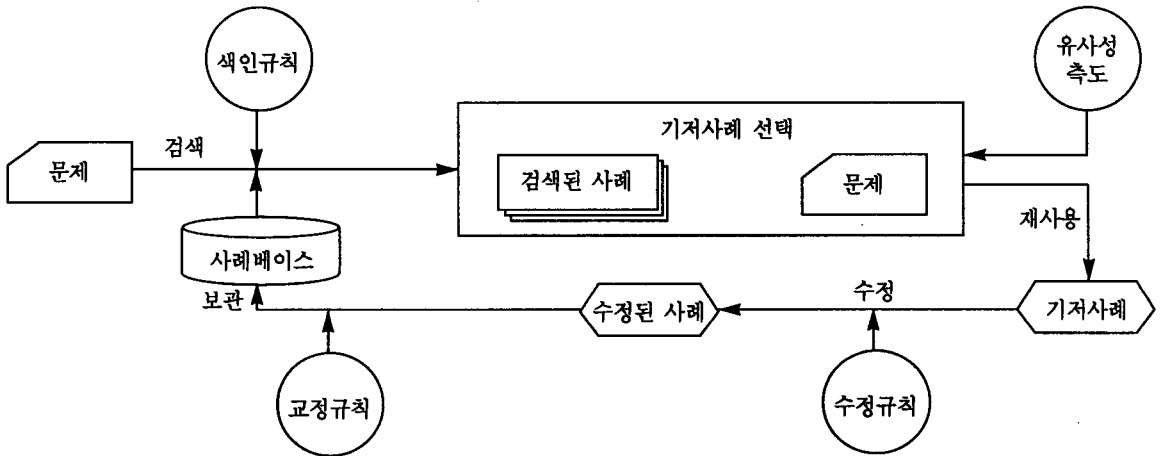 색인규칙
유사성
측도
검색
문제
기저사례 선택
검색된 사례
문제
재사용
사례베이스
보관
수정된 사례
수정
기저사례
교정규칙
수정규칙